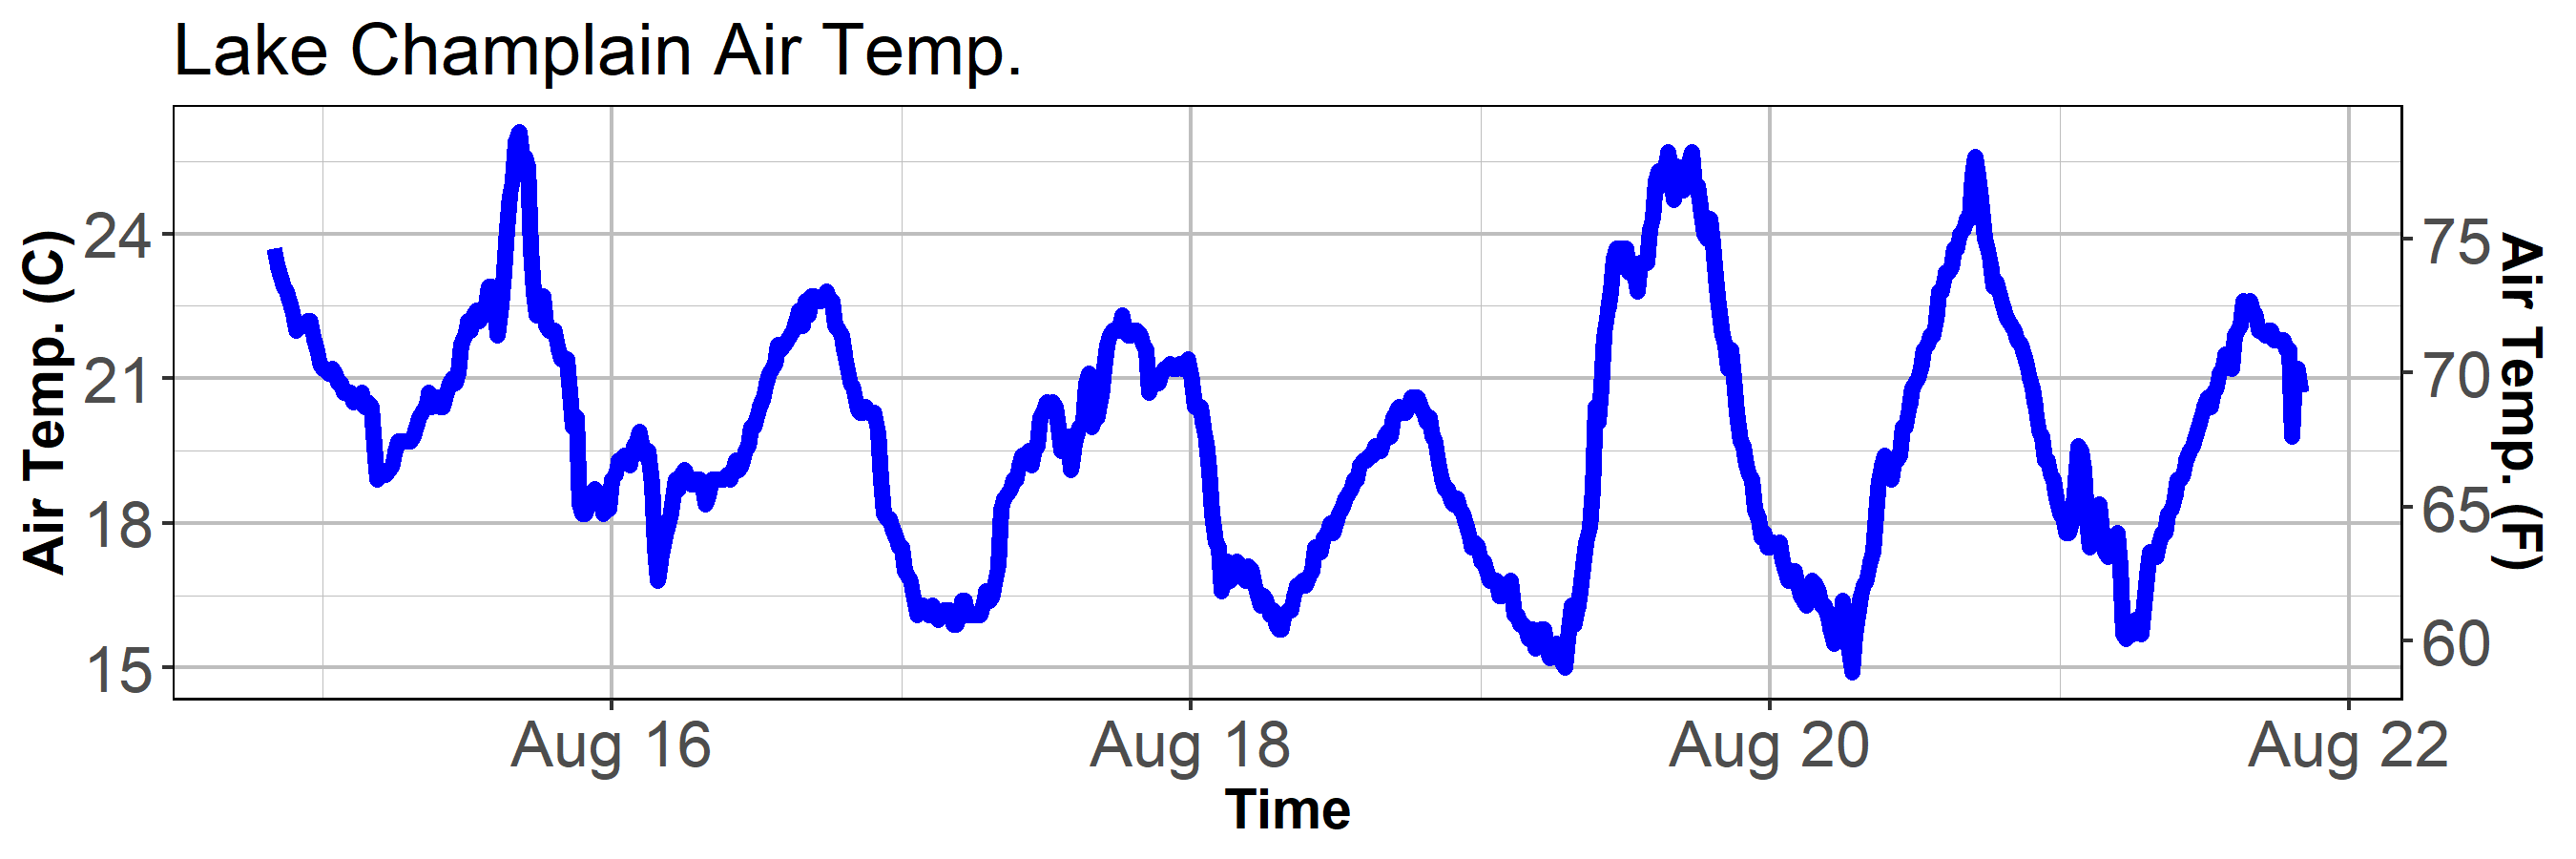 Lake Champlain Air Temp.
Air Temp. (C)
24
21
18
15
75
70
65
60
Air Temp. (F)
Aug 16
Aug 18
Aug 20
Aug 22
Time